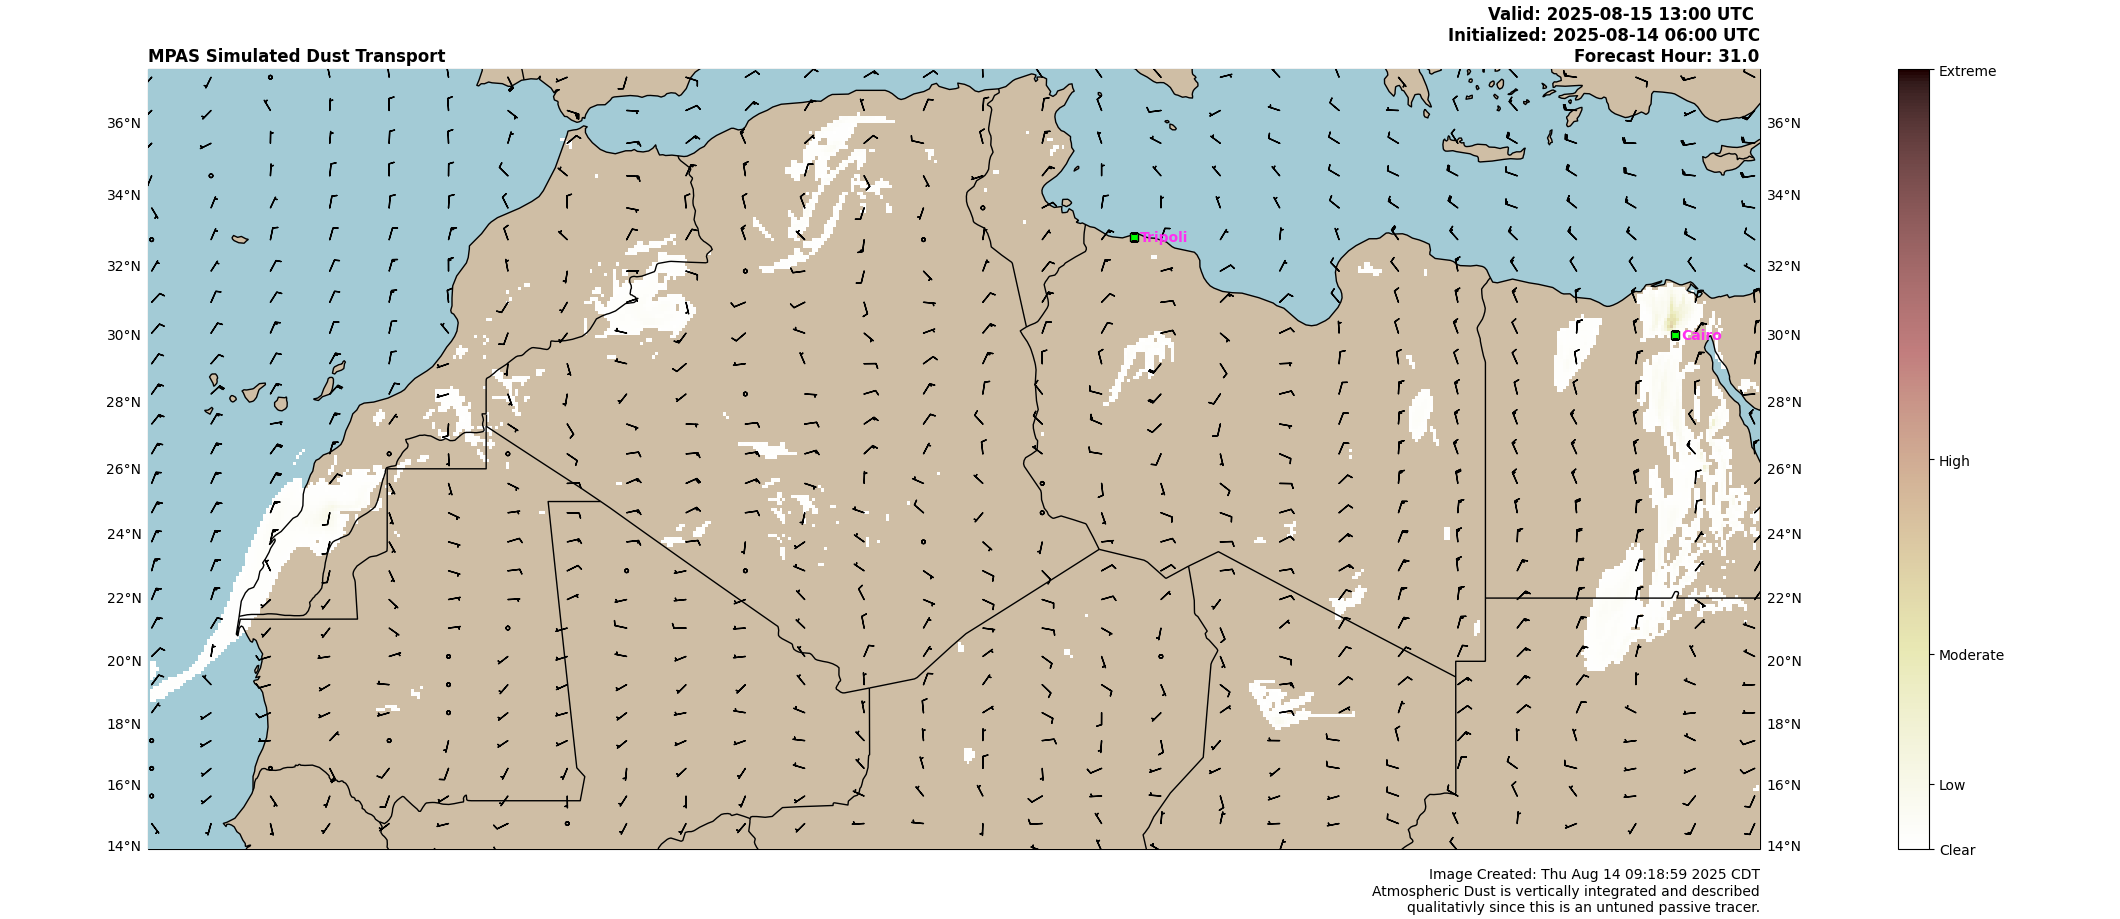 Valid: 2025-08-15 13:00 UTC
Initialized: 2025-08-14 06:00 UTC
MPAS Simulated Dust Transport
Forecast Hour: 31.0
36°N
34°N
32°N
30°N
28°N
26°N
24°N
22°N
20°N
18°N
16°N
14°N
Tripoli
Cairo
36°N
34°N
32°N
30°N
28°N
26°N
24°N
22°N
20°N
18°N
16°N
14°N
Extreme
High
Moderate
Low
Clear
Image Created: Thu Aug 14 09:18:59 2025 CDT
Atmospheric Dust is vertically integrated and described
qualitativly since this is an untuned passive tracer.